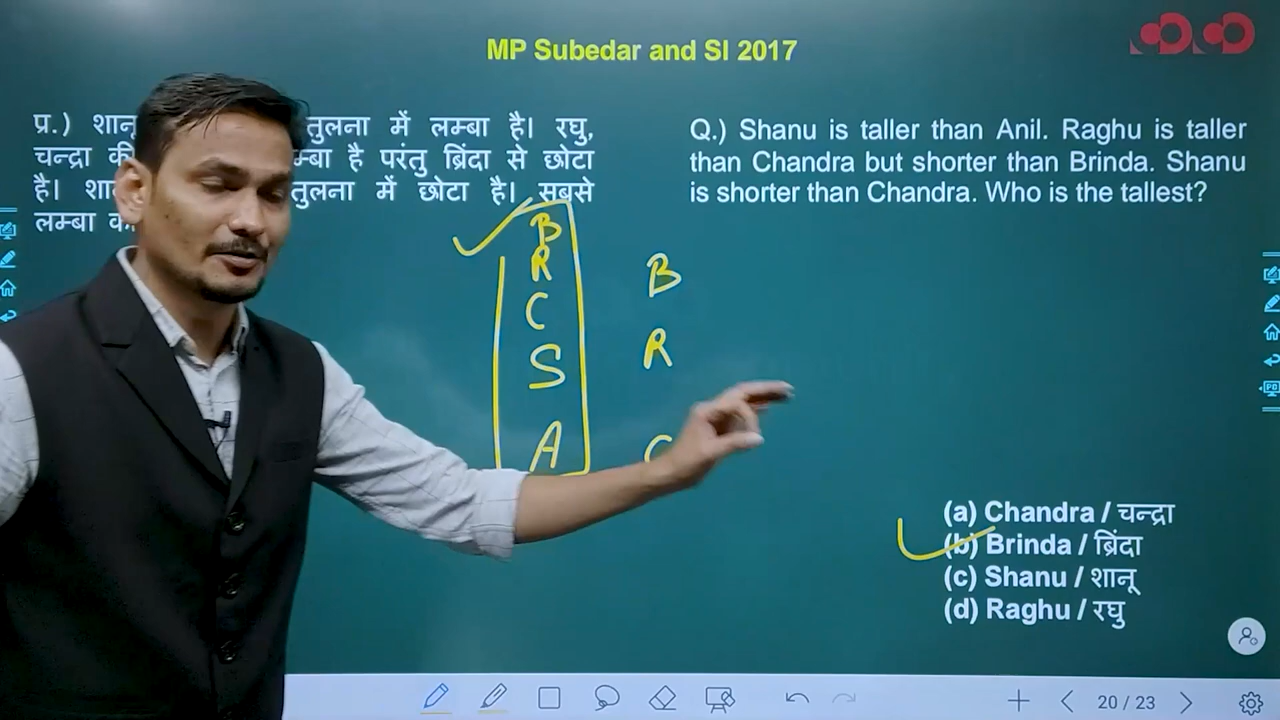 MP Subedar and SI 2017
प्र.) शानू तुलना में लम्बा है। रघु,
चन्द्रा की है परंतु ब्रिंदा से छोटा
है। तुलना में छोटा है। सबसे
लम्बा
Q.) Shanu is taller than Anil. Raghu is taller
than Chandra but shorter than Brinda. Shanu
is shorter than Chandra. Who is the tallest?
B
R
C
S
A
B
R
C
(a) Chandra / चन्द्रा
(b) Brinda / ब्रिंदा
(c) Shanu / शानू
(d) Raghu / रघु
20 / 23